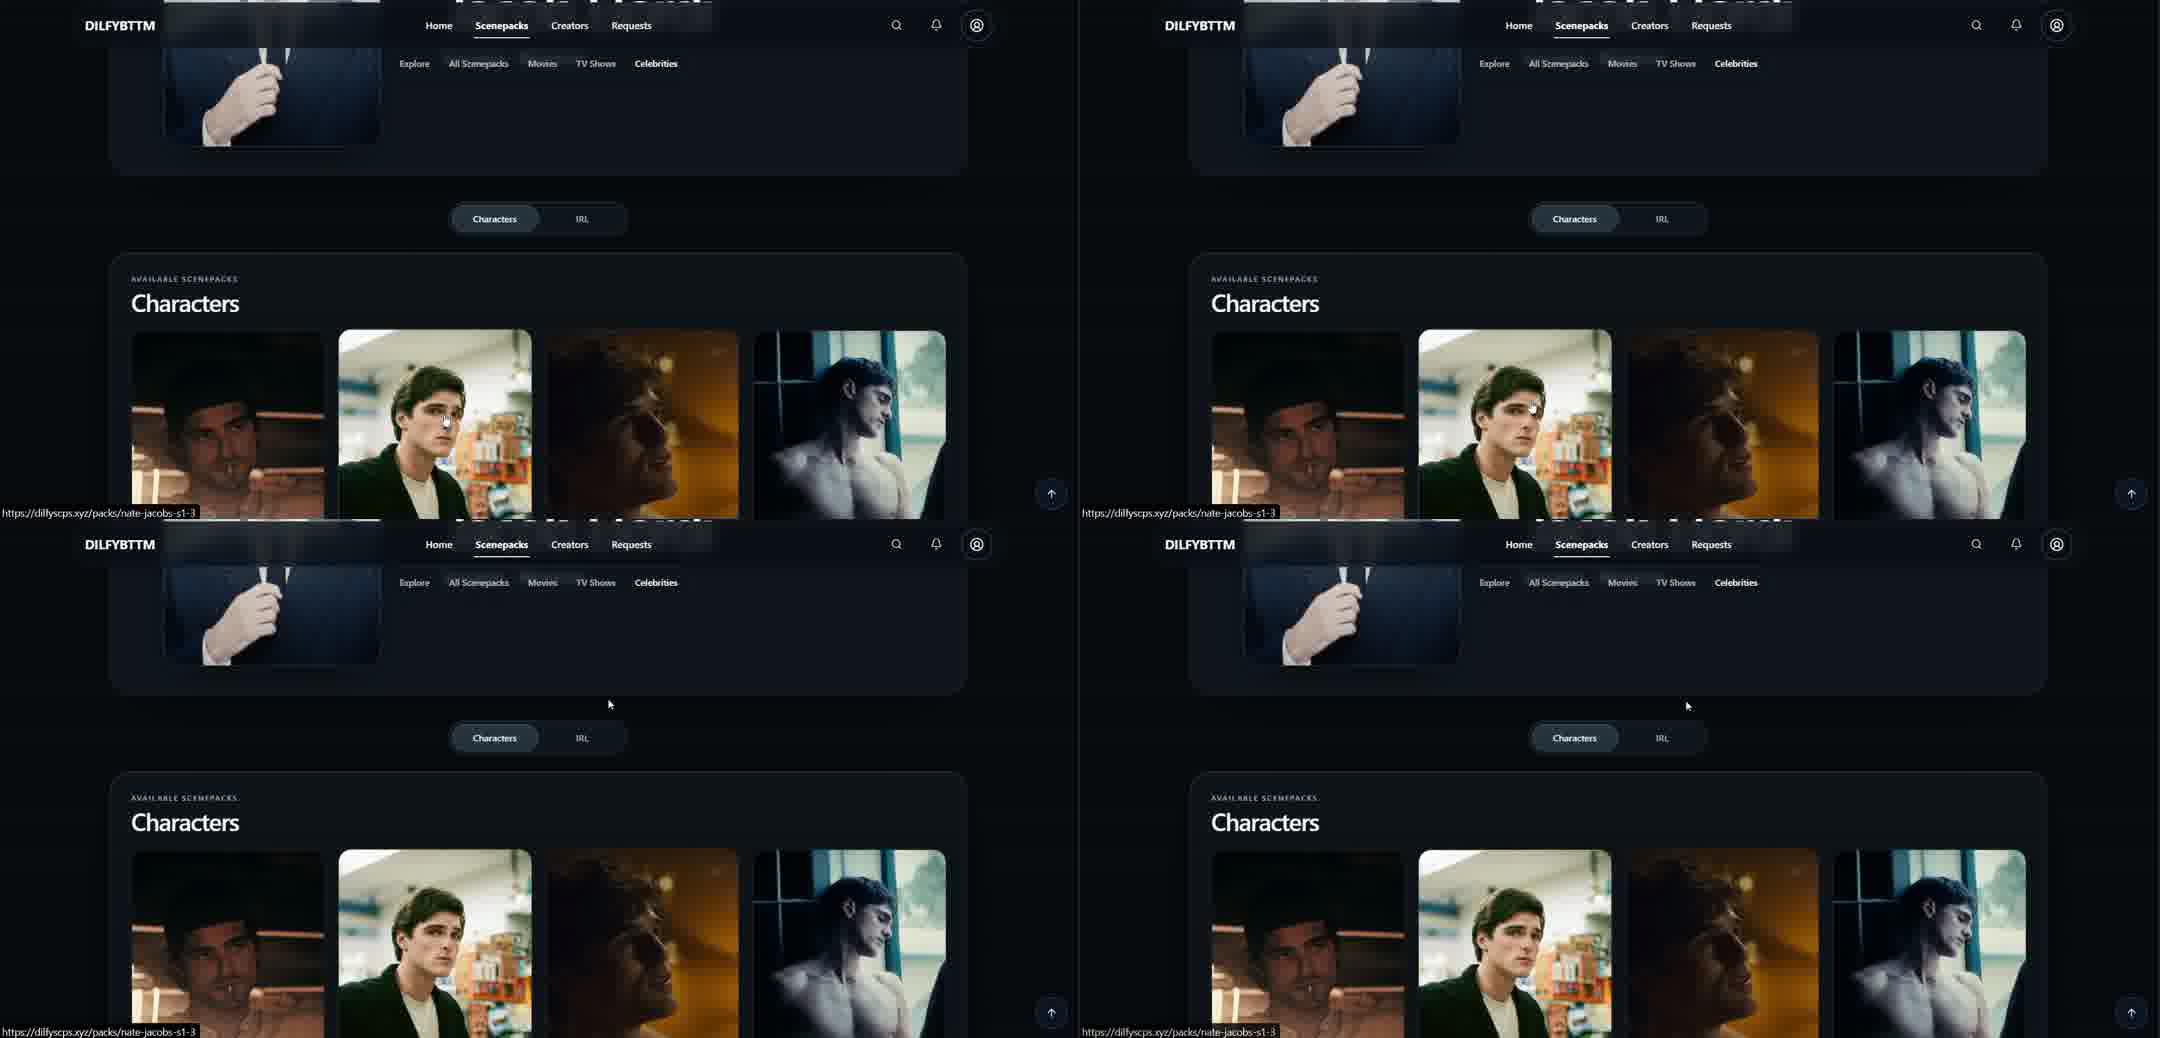 DILFYBTTM Home Scenepacks Creators Requests
Explore All Scenepacks Movies TV Shows Celebrities
Characters IRL
AVAILABLE SCENEPACKS
Characters
https://dilfyscps.xyz/packs/nate-jacobs-s1-3
DILFYBTTM Home Scenepacks Creators Requests
Explore All Scenepacks Movies TV Shows Celebrities
Characters IRL
AVAILABLE SCENEPACKS
Characters
https://dilfyscps.xyz/packs/nate-jacobs-s1-3
DILFYBTTM Home Scenepacks Creators Requests
Explore All Scenepacks Movies TV Shows Celebrities
Characters IRL
AVAILABLE SCENEPACKS
Characters
https://dilfyscps.xyz/packs/nate-jacobs-s1-3
DILFYBTTM Home Scenepacks Creators Requests
Explore All Scenepacks Movies TV Shows Celebrities
Characters IRL
AVAILABLE SCENEPACKS
Characters
https://dilfyscps.xyz/packs/nate-jacobs-s1-3